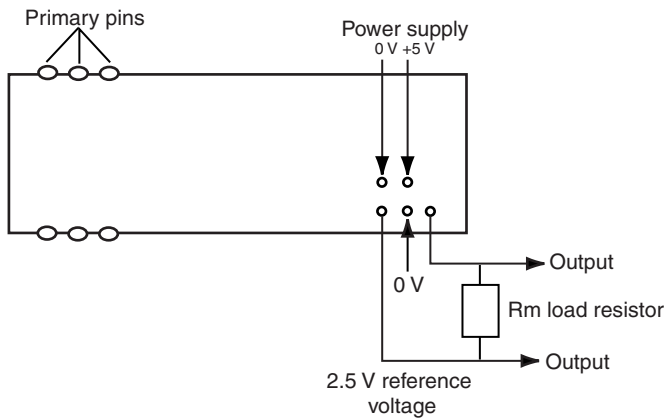 Primary pins
Power supply
0 V +5 V
Output
0 V
Rm load resistor
Output
2.5 V reference
voltage